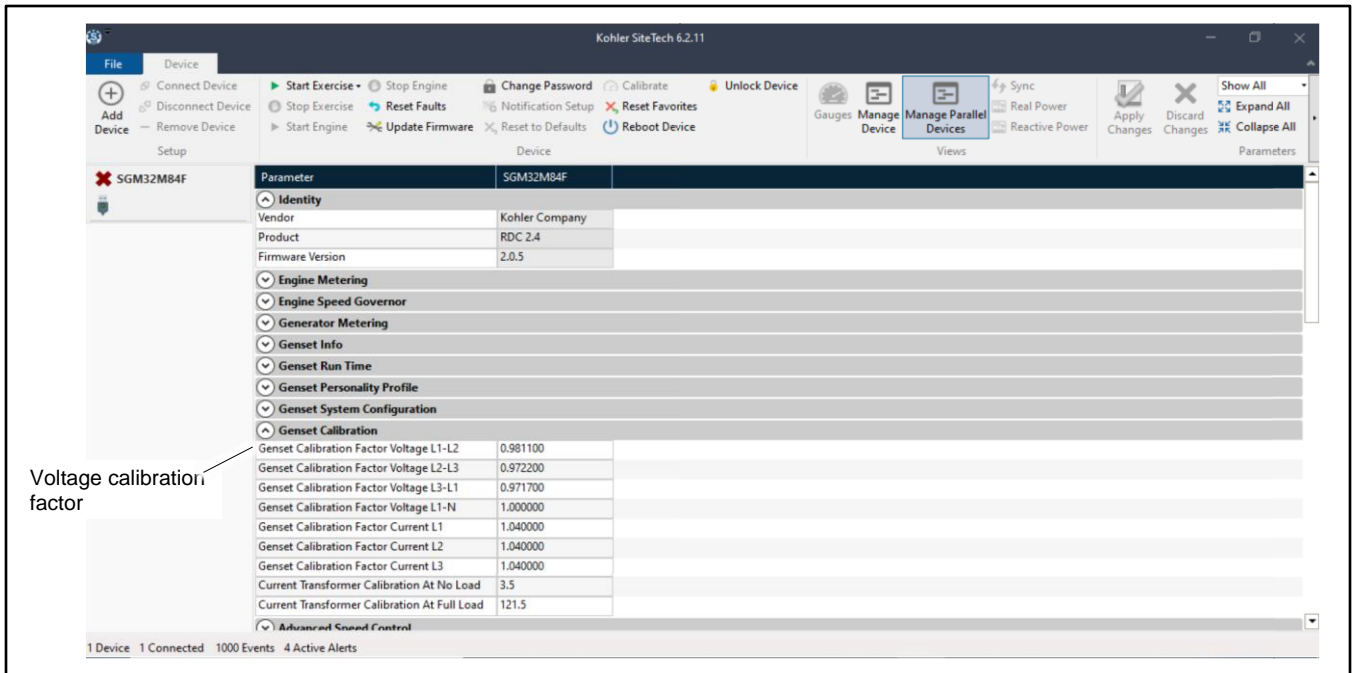 Kohler SiteTech 6.2.11
File Device
Add Device
Connect Device
Disconnect Device
Remove Device
Setup
Start Exercise Stop Engine Change Password Calibrate Unlock Device
Stop Exercise Reset Faults Notification Setup Reset Favorites
Start Engine Update Firmware Reset to Defaults Reboot Device
Device
Gauges
Manage Device
Manage Parallel Devices
Sync
Real Power
Reactive Power
Views
Apply Changes
Discard Changes
Show All
Expand All
Collapse All
Parameters
SGM32M84F
Parameter SGM32M84F
Identity
Vendor Kohler Company
Product RDC 2.4
Firmware Version 2.0.5
Engine Metering
Engine Speed Governor
Generator Metering
Genset Info
Genset Run Time
Genset Personality Profile
Genset System Configuration
Genset Calibration
Genset Calibration Factor Voltage L1-L2 0.981100
Genset Calibration Factor Voltage L2-L3 0.972200
Genset Calibration Factor Voltage L3-L1 0.971700
Genset Calibration Factor Voltage L1-N 1.000000
Genset Calibration Factor Current L1 1.040000
Genset Calibration Factor Current L2 1.040000
Genset Calibration Factor Current L3 1.040000
Current Transformer Calibration At No Load 3.5
Current Transformer Calibration At Full Load 121.5
Advanced Speed Control
Voltage calibration
factor
1 Device 1 Connected 1000 Events 4 Active Alerts